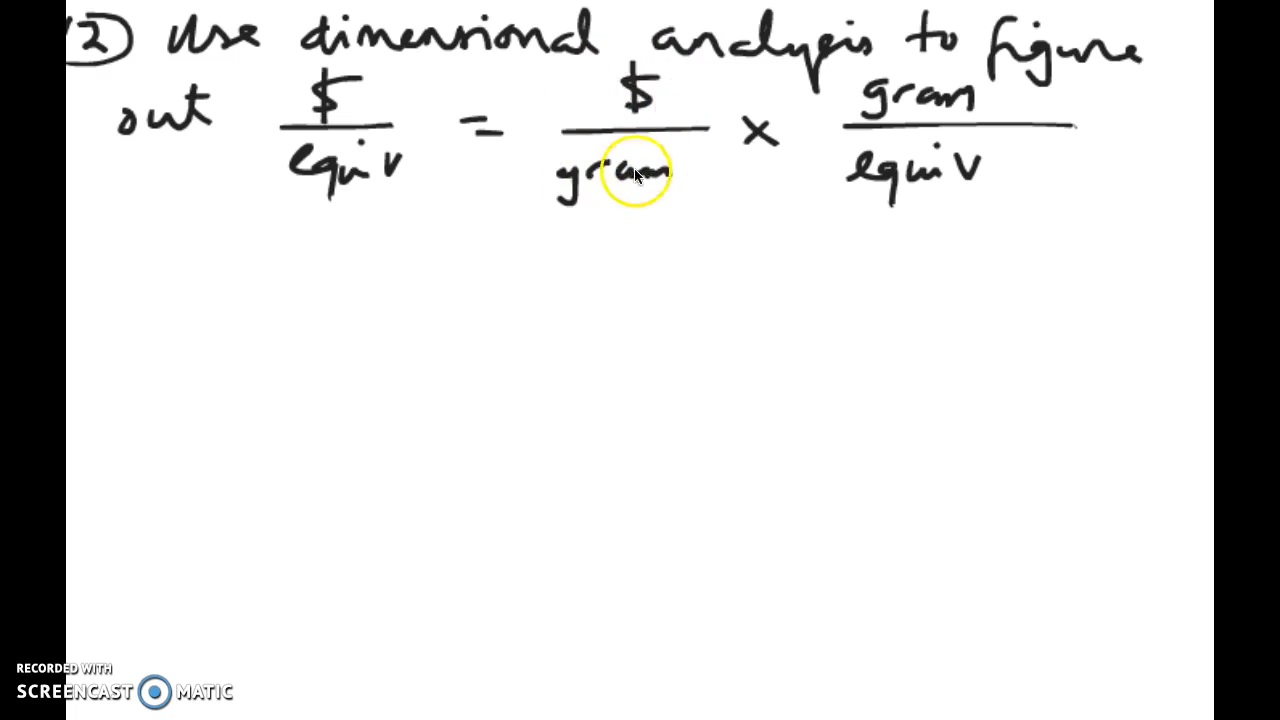 2) Use dimensional analysis to figure
out $/equiv = $/gram × gram/equiv
RECORDED WITH
SCREENCAST MATIC